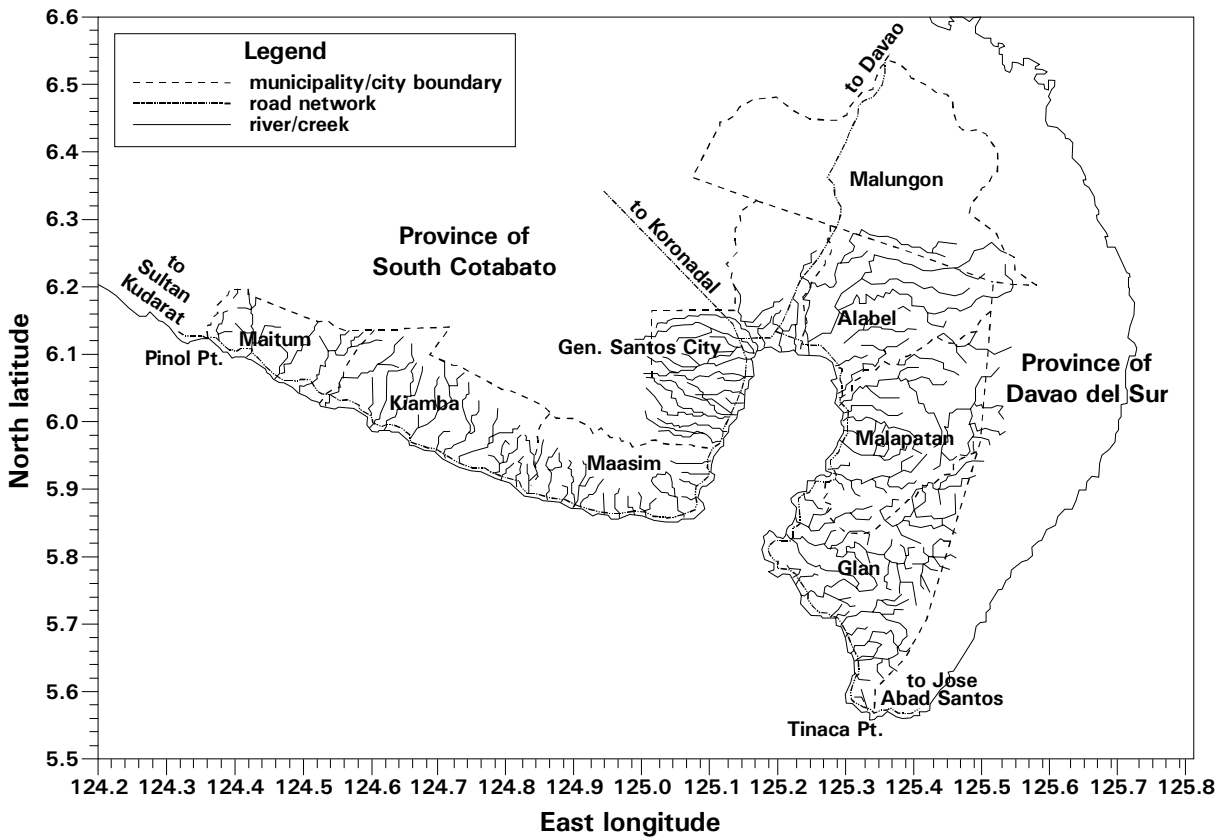 6.6
6.5
6.4
6.3
6.2
6.1
6.0
5.9
5.8
5.7
5.6
5.5
North latitude
Legend
municipality/city boundary
road network
river/creek
to Davao
Malungon
to Koronadal
Province of
South Cotabato
to
Sultan
Kudarat
Pinol Pt.
Maitum
Kiamba
Maasim
Gen. Santos City
Alabel
Malapatan
Glan
Province of
Davao del Sur
to Jose
Abad Santos
Tinaca Pt.
124.2 124.3 124.4 124.5 124.6 124.7 124.8 124.9 125.0 125.1 125.2 125.3 125.4 125.5 125.6 125.7 125.8
East longitude